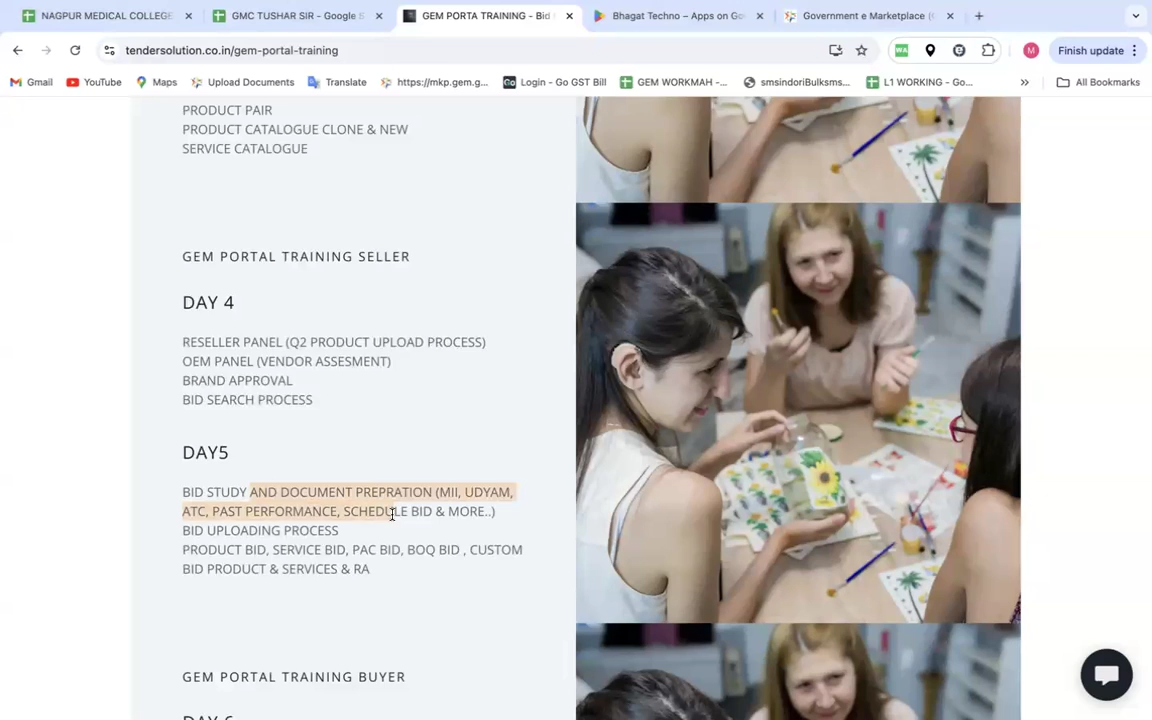 NAGPUR MEDICAL COLLEGE
GMC TUSHAR SIR - Google S
GEM PORTA TRAINING - Bid
Bhagat Techno – Apps on Go
Government e Marketplace (
tendersolution.co.in/gem-portal-training
WA
M
Finish update
Gmail
YouTube
Maps
Upload Documents
Translate
https://mkp.gem.g...
Login - Go GST Bill
GEM WORKMAH -...
smsindoriBulksms...
L1 WORKING - Go...
All Bookmarks
PRODUCT PAIR
PRODUCT CATALOGUE CLONE & NEW
SERVICE CATALOGUE
GEM PORTAL TRAINING SELLER
DAY 4
RESELLER PANEL (Q2 PRODUCT UPLOAD PROCESS)
OEM PANEL (VENDOR ASSESMENT)
BRAND APPROVAL
BID SEARCH PROCESS
DAY5
BID STUDY AND DOCUMENT PREPRATION (MII, UDYAM,
ATC, PAST PERFORMANCE, SCHEDULE BID & MORE..)
BID UPLOADING PROCESS
PRODUCT BID, SERVICE BID, PAC BID, BOQ BID , CUSTOM
BID PRODUCT & SERVICES & RA
GEM PORTAL TRAINING BUYER
DAY 6